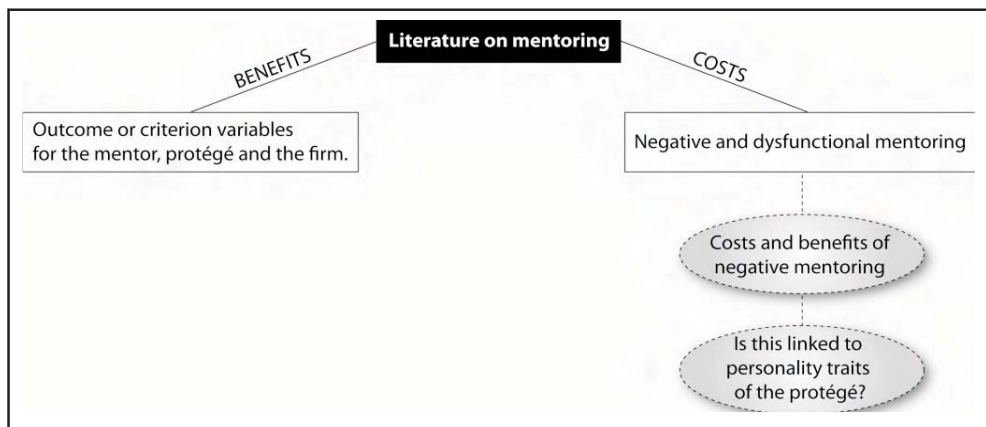 Literature on mentoring
BENEFITS
COSTS
Outcome or criterion variables
for the mentor, protégé and the firm.
Negative and dysfunctional mentoring
Costs and benefits of
negative mentoring
Is this linked to
personality traits
of the protégé?